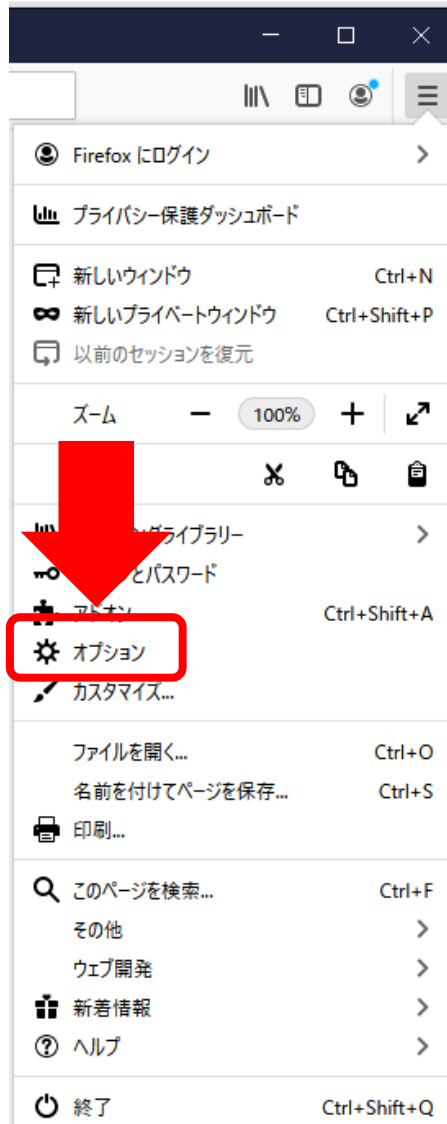 Firefox にログイン
プライバシー保護ダッシュボード
新しいウィンドウ Ctrl+N
新しいプライベートウィンドウ Ctrl+Shift+P
以前のセッションを復元
ズーム 100%
ライブラリー
とパスワード
アドオン Ctrl+Shift+A
オプション
カスタマイズ...
ファイルを開く... Ctrl+O
名前を付けてページを保存... Ctrl+S
印刷...
このページを検索... Ctrl+F
その他
ウェブ開発
新着情報
ヘルプ
終了 Ctrl+Shift+Q